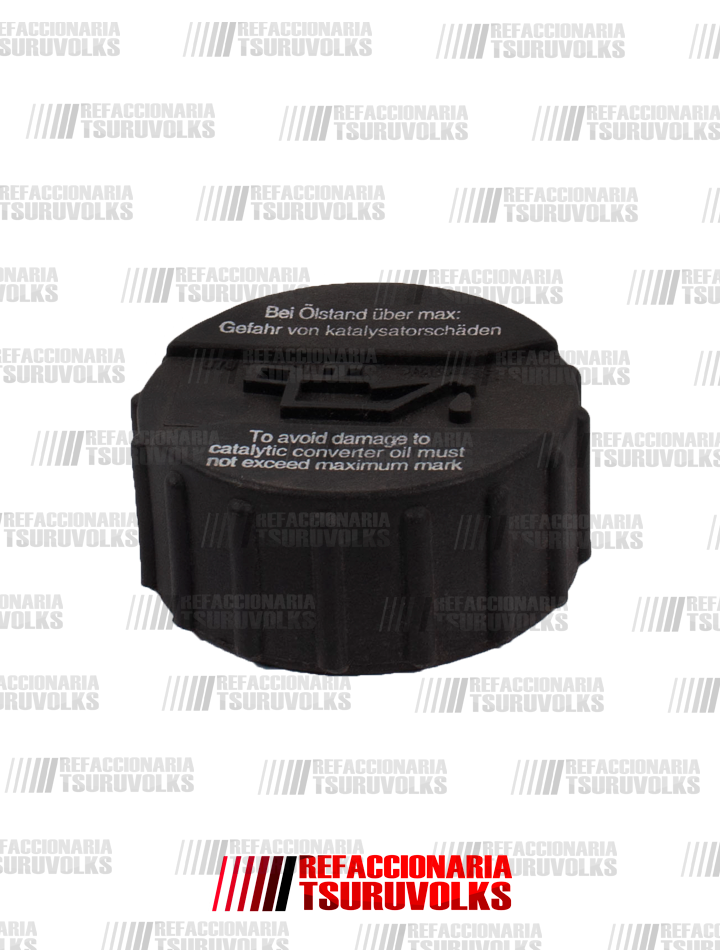 Bei Ölstand über max:
Gefahr von katalysatorschäden
To avoid damage to
catalytic converter oil must
not exceed maximum mark
REFACCIONARIA
TSURUVOLKS